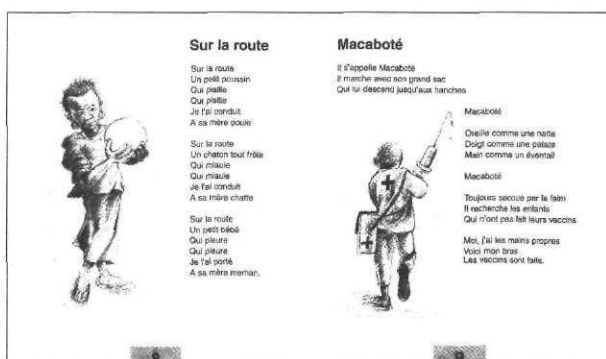 Sur la route
Sur la route
Un petit poussin
Qui piaille
Qui piaille
Je l'ai conduit
A sa mère poule
Sur la route
Un chaton tout frêle
Qui miaule
Qui miaule
Je l'ai conduit
A sa mère chatte
Sur la route
Un petit bébé
Qui pleure
Qui pleure
Je l'ai porté
A sa mère maman.
Macaboté
Il s'appelle Macaboté
Il marche avec son grand sac
Qui lui descend jusqu'aux hanches
Macaboté
Oreille comme une natte
Doigt comme une patate
Main comme un éventail
Macaboté
Toujours secoué par la faim
Il recherche les enfants
Qui n'ont pas fait leurs vaccins
Moi, j'ai les mains propres
Voici mon bras
Les vaccins sont faits.